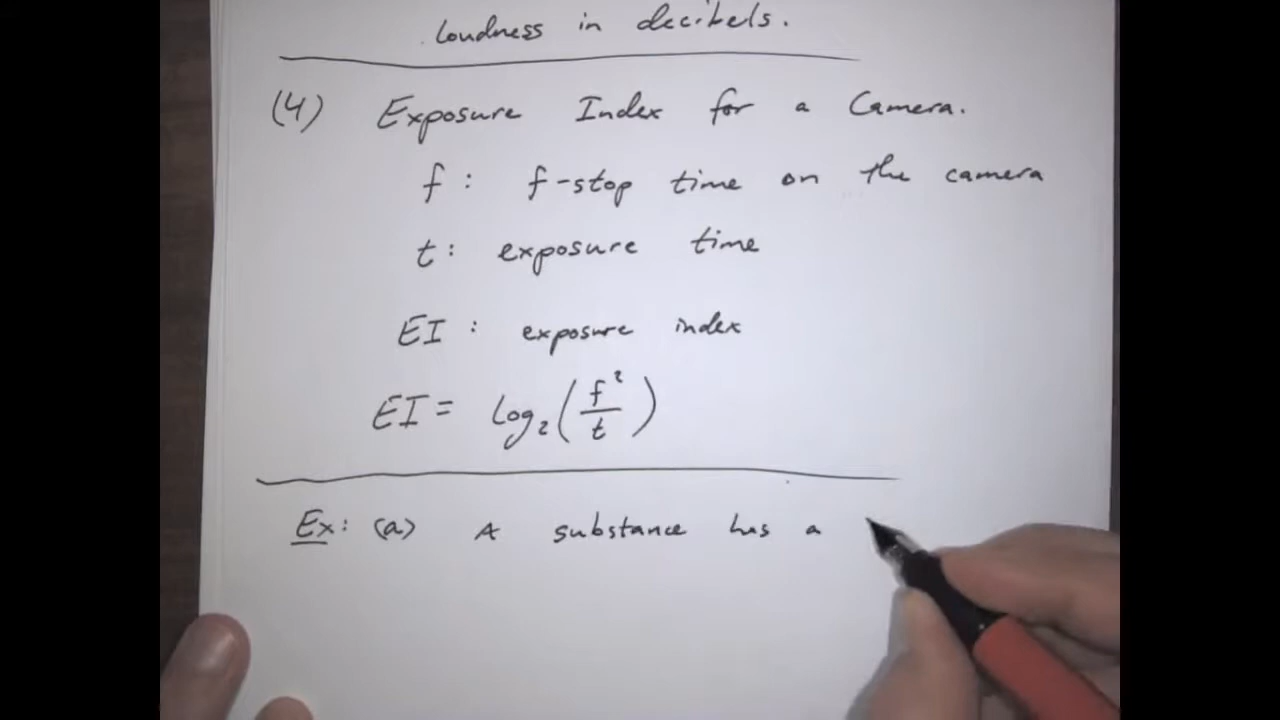 loudness in decibels.
(4) Exposure Index for a Camera.
f: f-stop time on the camera
t: exposure time
EI: exposure index
EI = log₂(f²/t)
Ex: (a) A substance has a